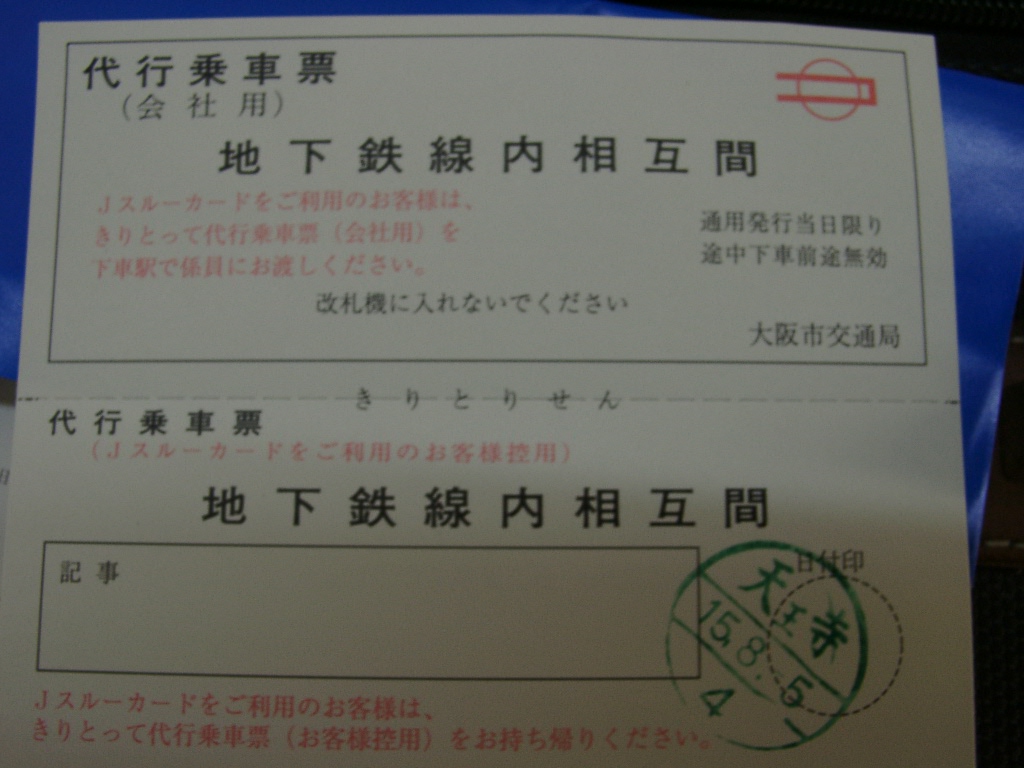 代行乗車票
（会社用）
地下鉄線内相互間
Jスルーカードをご利用のお客様は、
きりとって代行乗車票（会社用）を
下車駅で係員にお渡しください。
通用発行当日限り
途中下車前途無効
改札機に入れないでください
大阪市交通局
きりとりせん
代行乗車票
（Jスルーカードをご利用のお客様控用）
地下鉄線内相互間
記事
日付印
天王寺
15.8.5
4
Jスルーカードをご利用のお客様は、
きりとって代行乗車票（お客様控用）をお持ち帰りください。